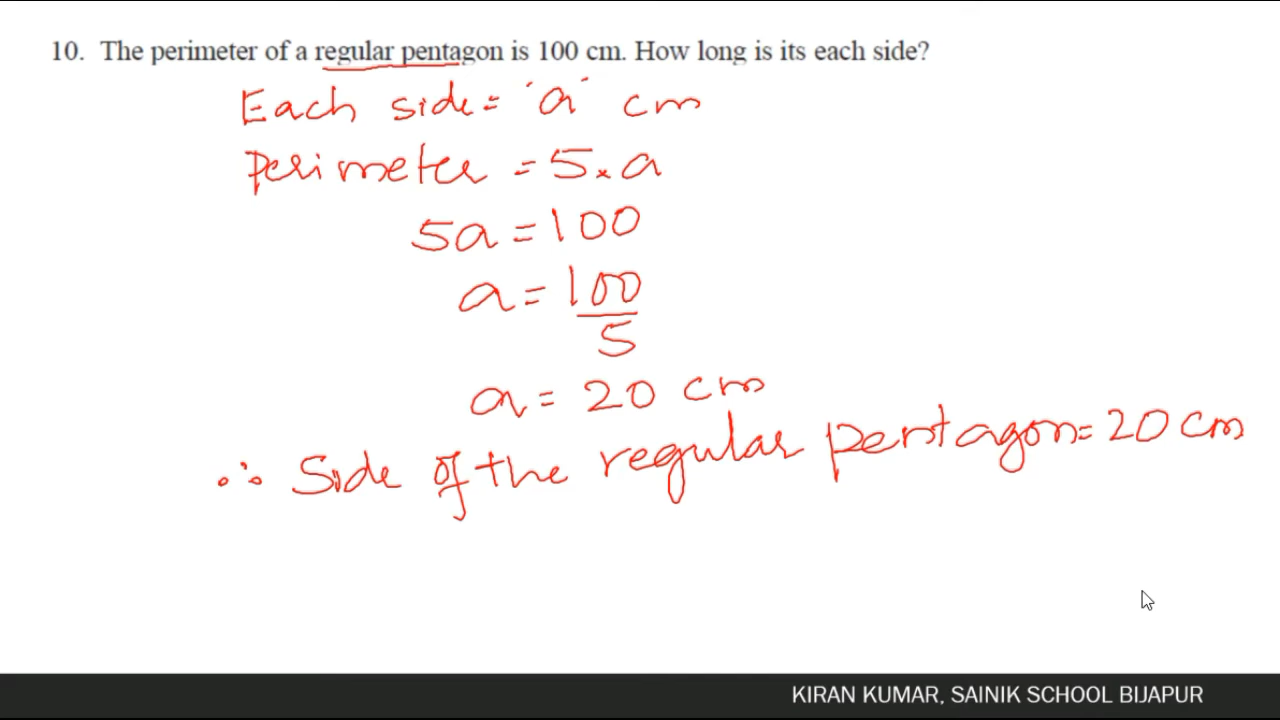 10. The perimeter of a regular pentagon is 100 cm. How long is its each side?
Each side = 'a' cm
Perimeter = 5 × a
5a = 100
a = 100
5
a = 20 cm
∴ Side of the regular pentagon = 20 cm
KIRAN KUMAR, SAINIK SCHOOL BIJAPUR